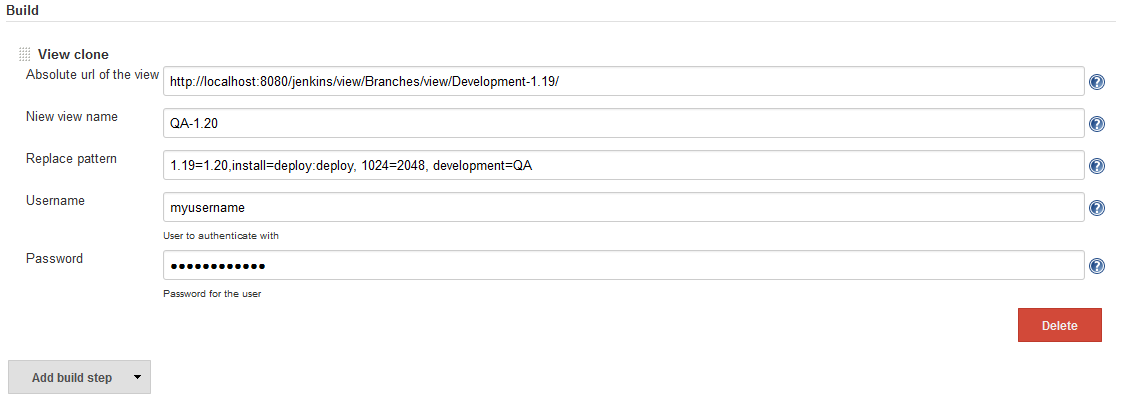 Build
View clone
Absolute url of the view http://localhost:8080/jenkins/view/Branches/view/Development-1.19/ ?
Niew view name QA-1.20 ?
Replace pattern 1.19=1.20,install=deploy:deploy, 1024=2048, development=QA ?
Username myusername ?
User to authenticate with
Password ●●●●●●●●●●●● ?
Password for the user
Delete
Add build step